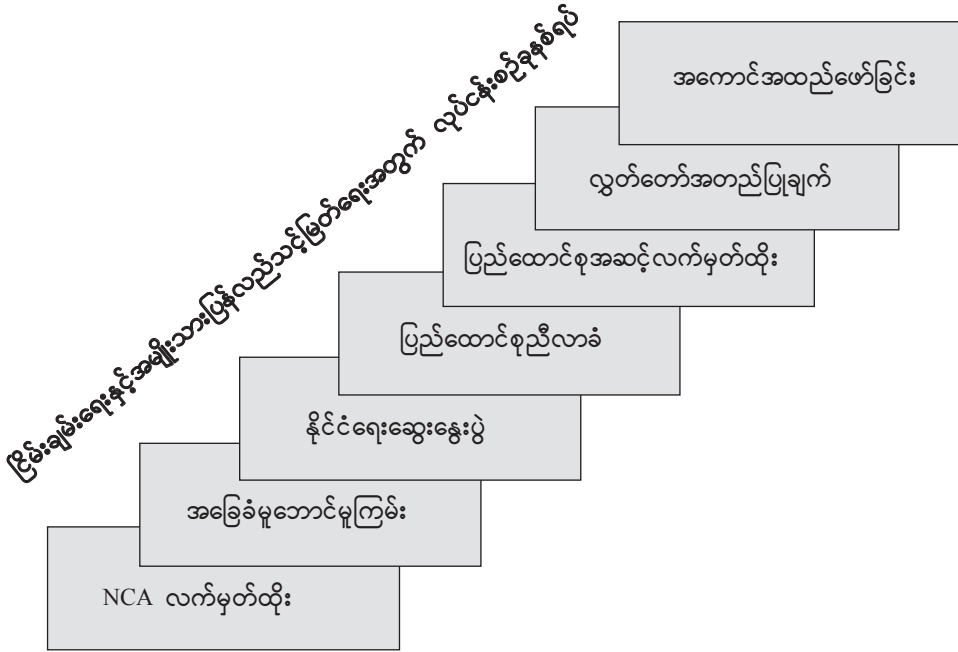 ငြိမ်းချမ်းရေးနှင့်အမျိုးသားပြန်လည်သင့်မြတ်ရေးအတွက် လုပ်ငန်းစဉ်ခုနစ်ရပ်
အကောင်အထည်ဖော်ခြင်း
လွှတ်တော်အတည်ပြုချက်
ပြည်ထောင်စုအဆင့်လက်မှတ်ထိုး
ပြည်ထောင်စုညီလာခံ
နိုင်ငံရေးဆွေးနွေးပွဲ
အခြေခံမူဘောင်မူကြမ်း
NCA လက်မှတ်ထိုး